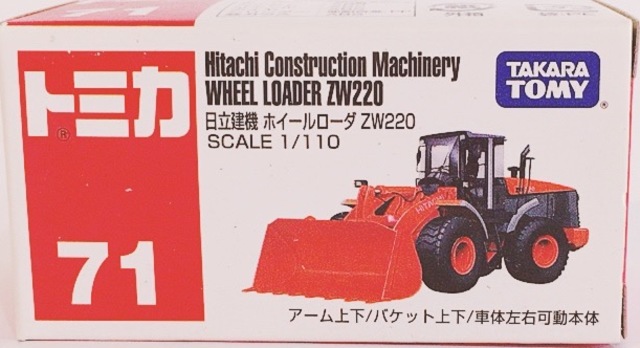 トミカ
®
71
Hitachi Construction Machinery
WHEEL LOADER ZW220
日立建機 ホイールローダ ZW220
SCALE 1/110
TAKARA
TOMY®
HITACHI
アーム上下/バケット上下/車体左右可動本体